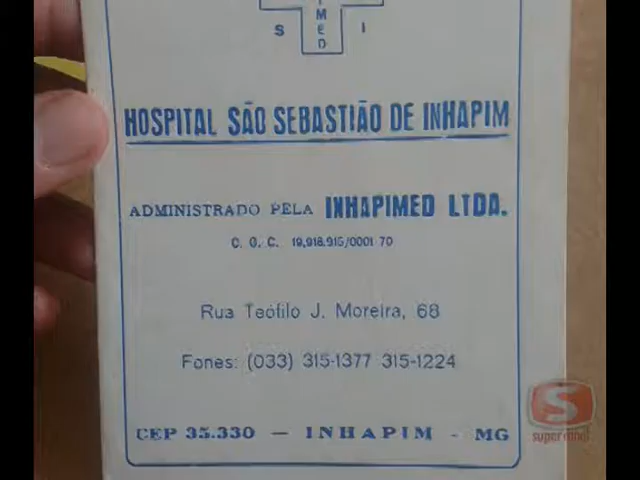 I
M
S E I
D
HOSPITAL SÃO SEBASTIÃO DE INHAPIM
ADMINISTRADO PELA INHAPIMED LTDA.
C. G. C. 19,918.915/0001 70
Rua Teófilo J. Moreira, 68
Fones: (033) 315-1377 315-1224
CEP 35.330 — INHAPIM - MG
S
super